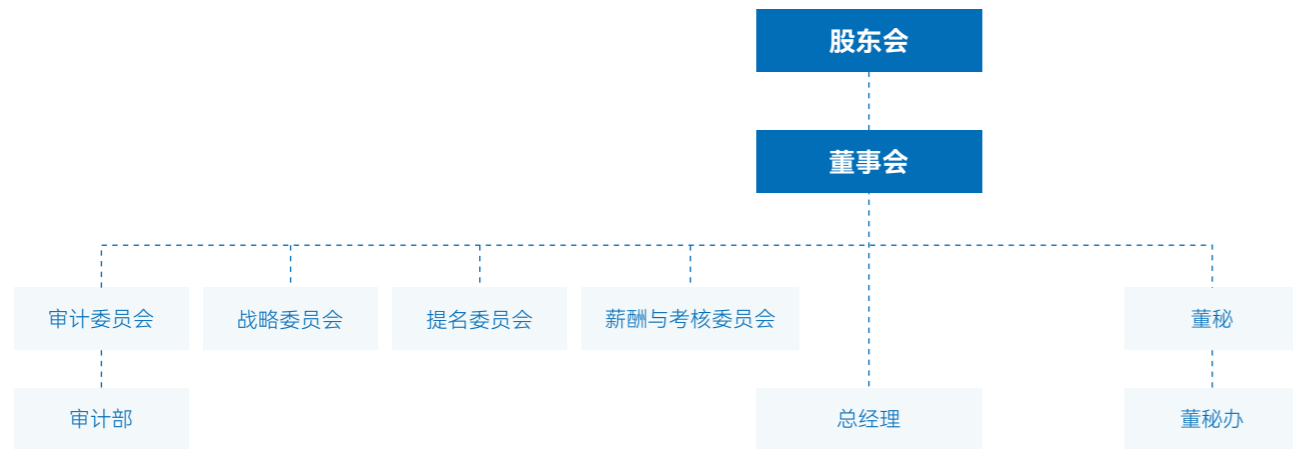 股东会
董事会
审计委员会
战略委员会
提名委员会
薪酬与考核委员会
董秘
审计部
总经理
董秘办